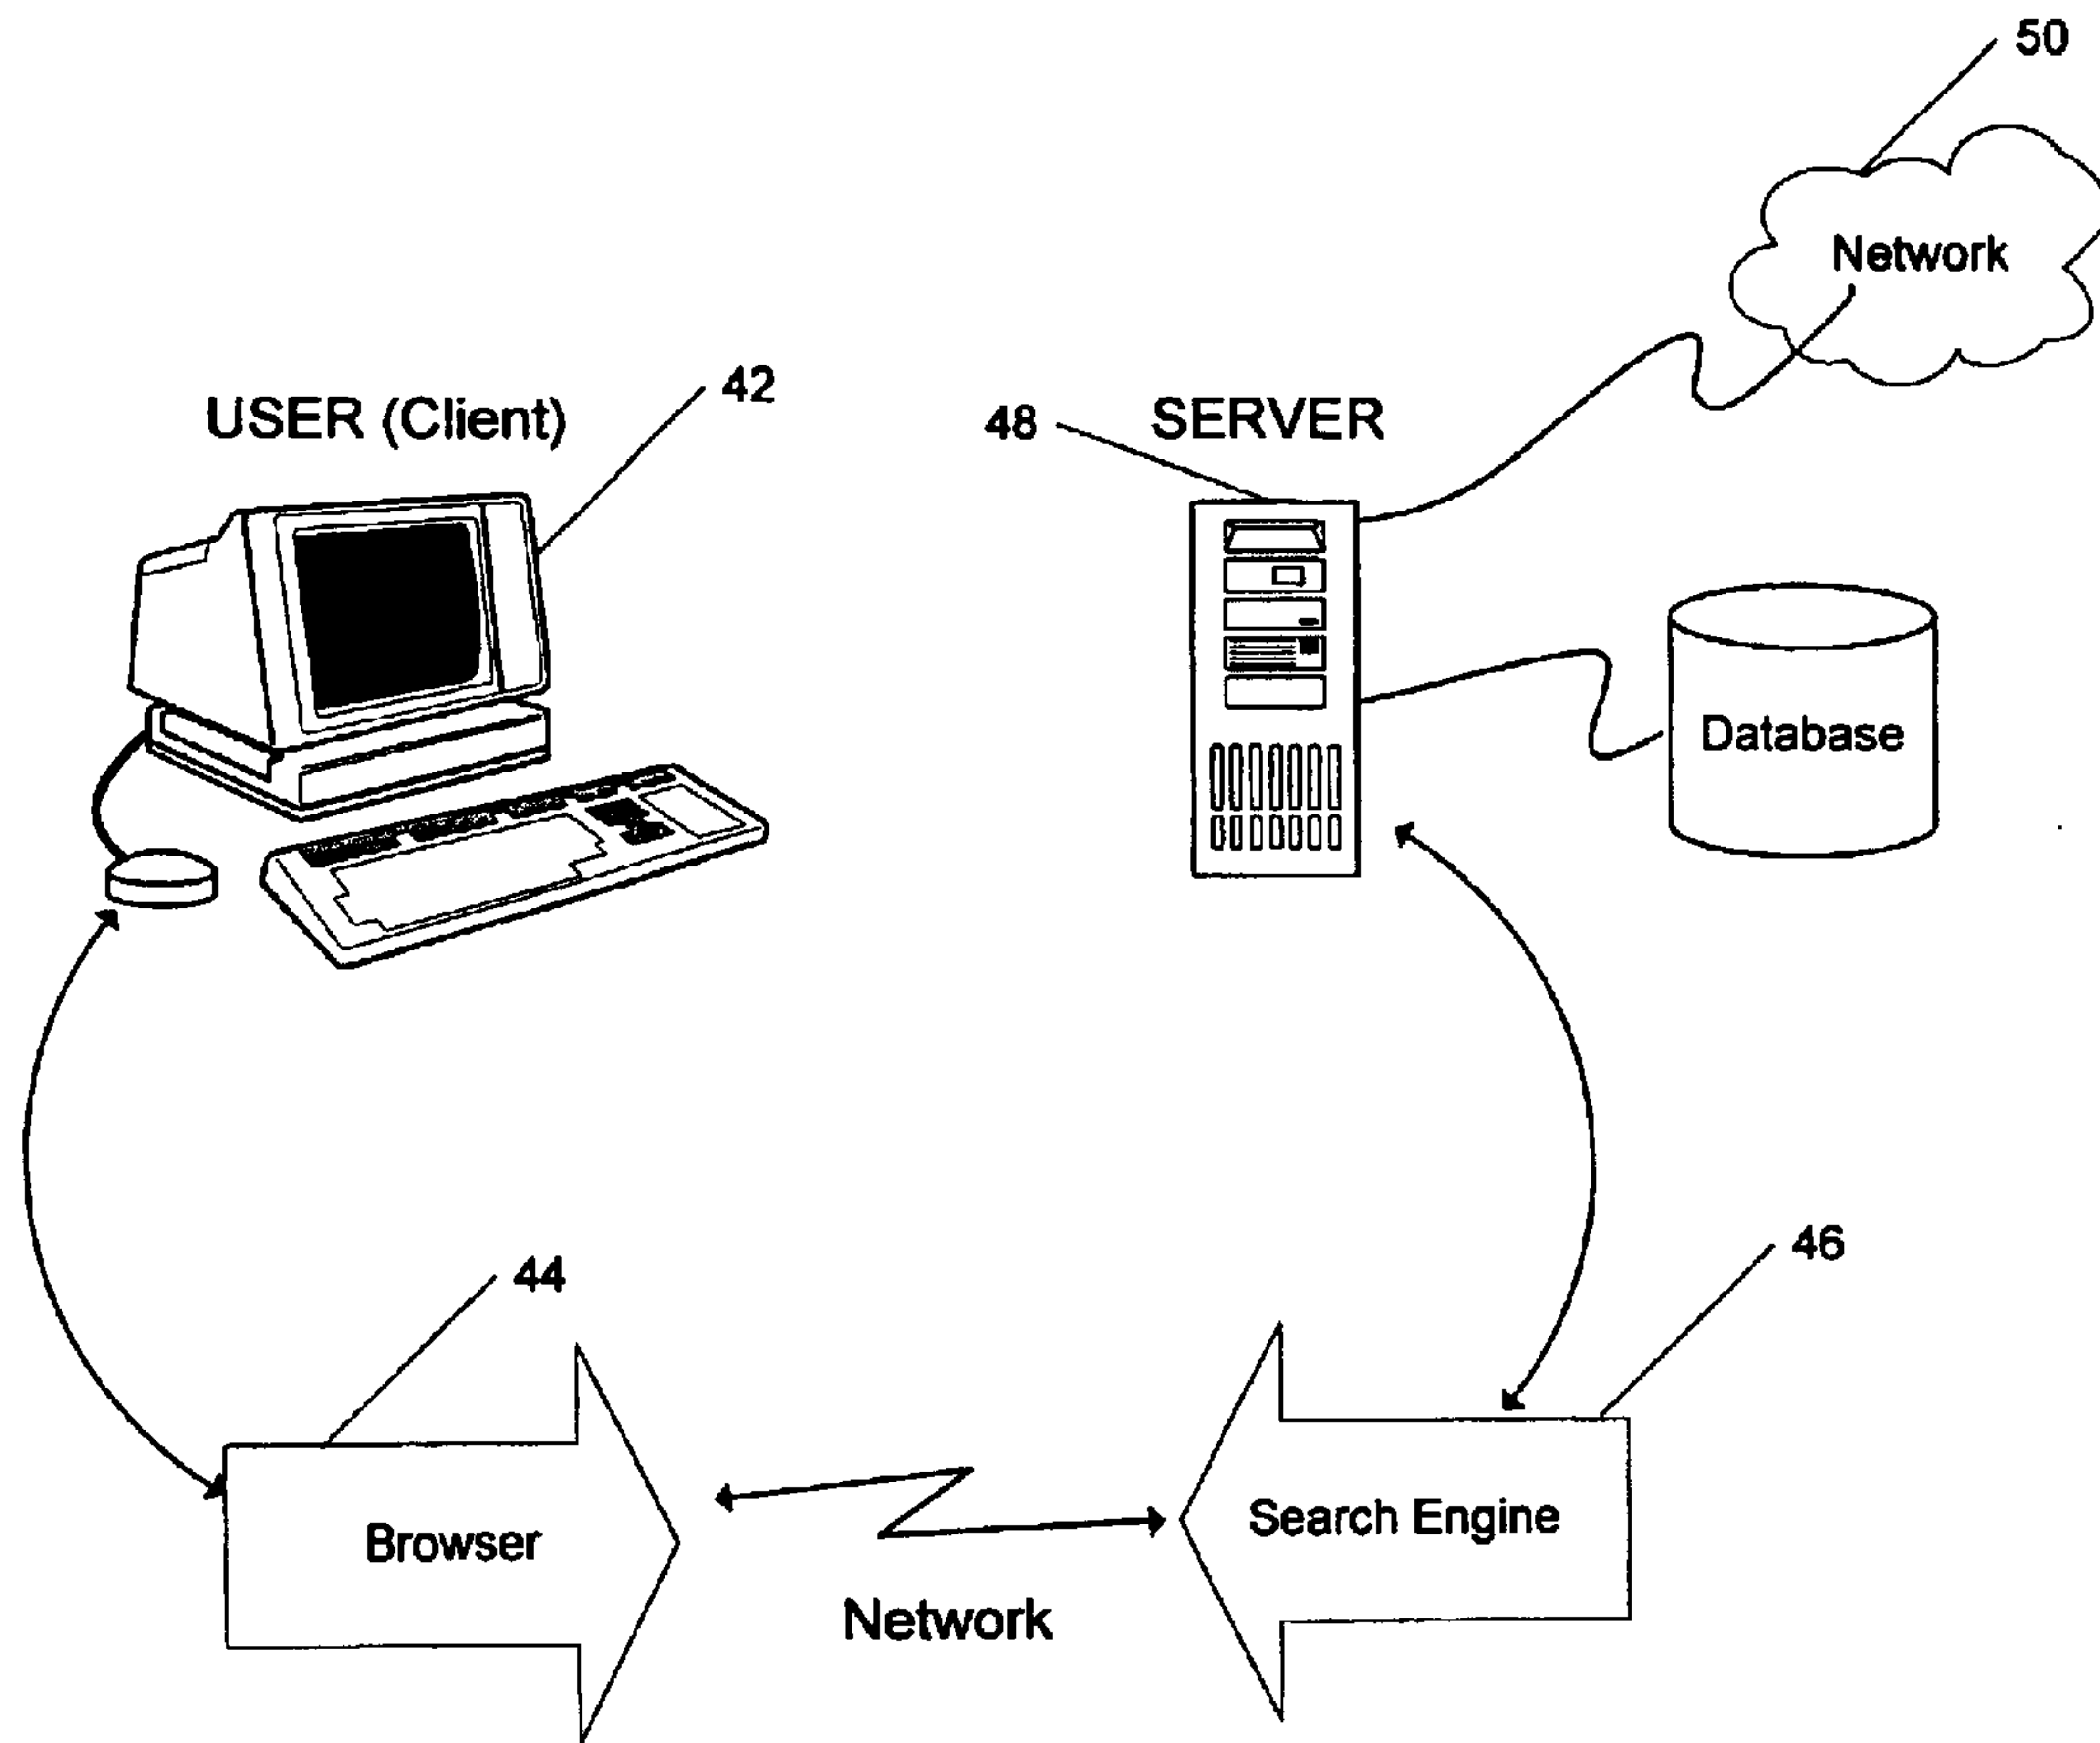 50
Network
42
USER (Client)
48
SERVER
Database
46
44
Search Engine
Browser
Network